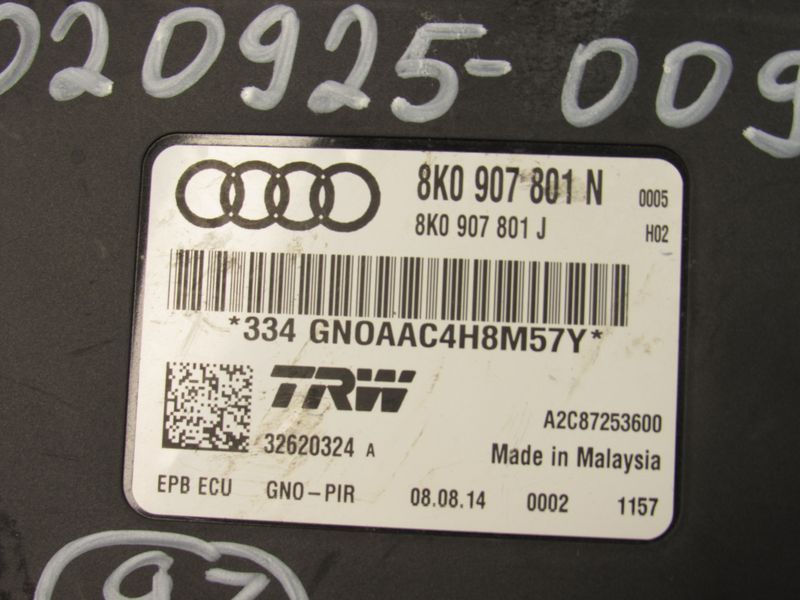 020925-009
8K0 907 801 N 0005
8K0 907 801 J H02
*334 GNOAAC4H8M57Y*
TRW
32620324 A
A2C87253600
Made in Malaysia
EPB ECU GNO-PIR 08.08.14 0002 1157